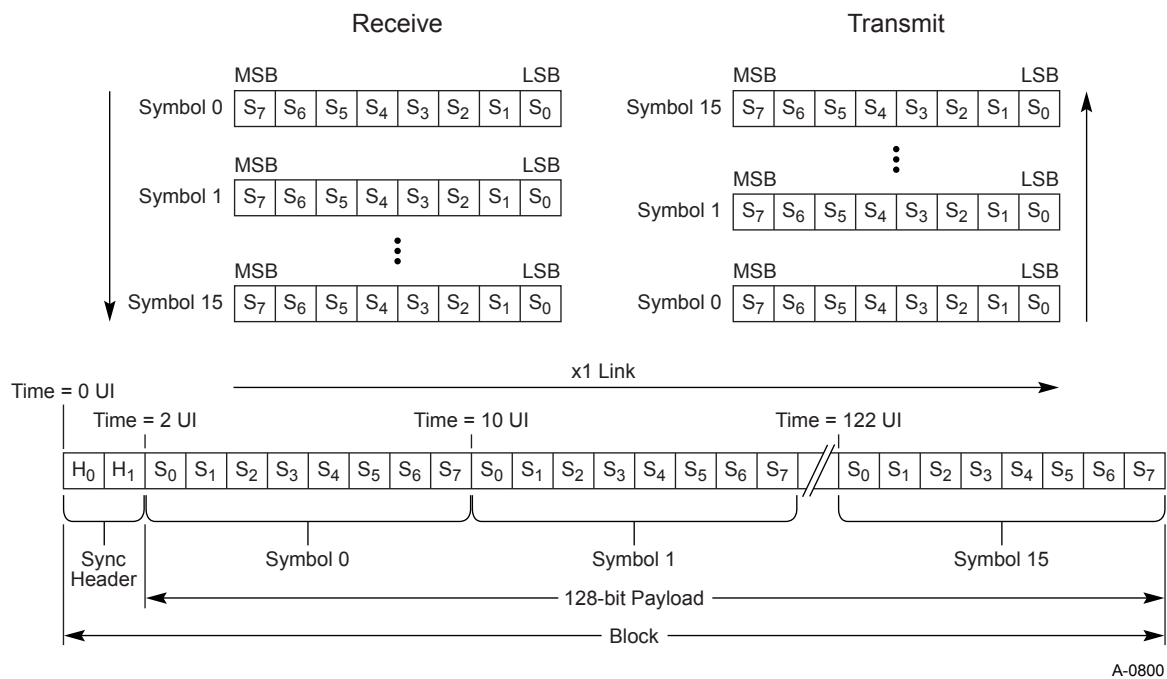 Receive Transmit
MSB LSB MSB LSB
Symbol 0 S7 S6 S5 S4 S3 S2 S1 S0 Symbol 15 S7 S6 S5 S4 S3 S2 S1 S0
MSB LSB MSB LSB
Symbol 1 S7 S6 S5 S4 S3 S2 S1 S0 Symbol 1 S7 S6 S5 S4 S3 S2 S1 S0
MSB LSB MSB LSB
Symbol 15 S7 S6 S5 S4 S3 S2 S1 S0 Symbol 0 S7 S6 S5 S4 S3 S2 S1 S0
x1 Link
Time = 0 UI
Time = 2 UI Time = 10 UI Time = 122 UI
H0 H1 S0 S1 S2 S3 S4 S5 S6 S7 S0 S1 S2 S3 S4 S5 S6 S7 S0 S1 S2 S3 S4 S5 S6 S7
Sync Symbol 0 Symbol 1 Symbol 15
Header
128-bit Payload
Block
A-0800